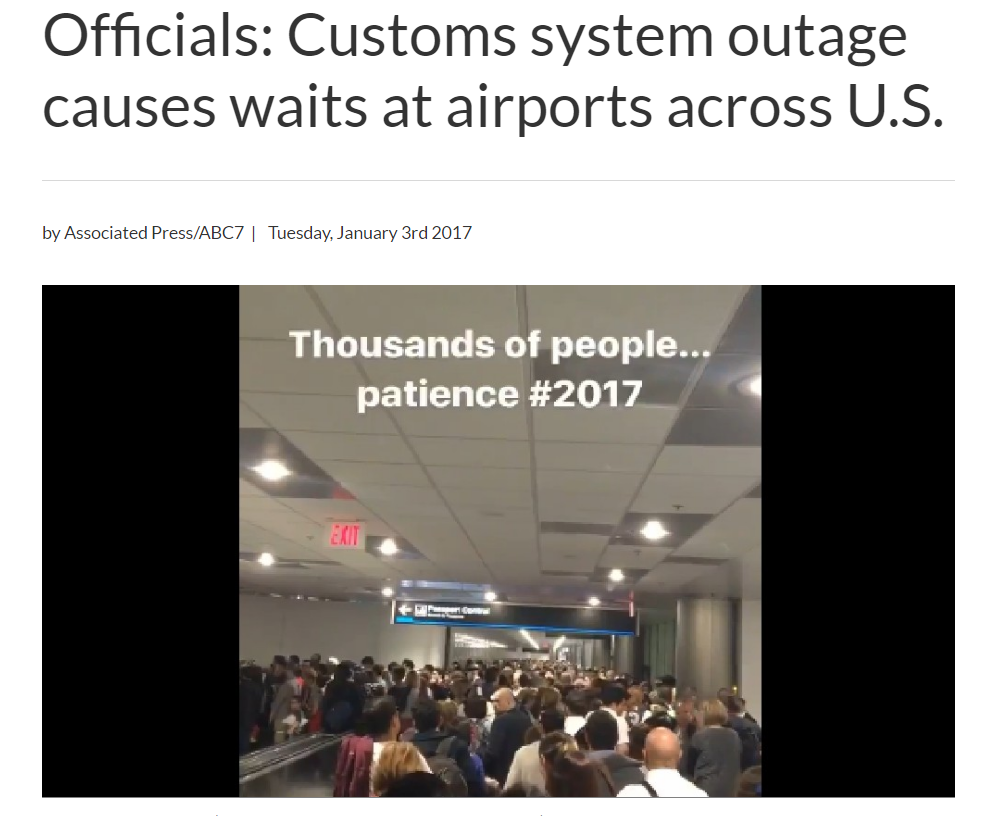 Officials: Customs system outage
causes waits at airports across U.S.
by Associated Press/ABC7 | Tuesday, January 3rd 2017
Thousands of people...
patience #2017
EXIT
Passport Control